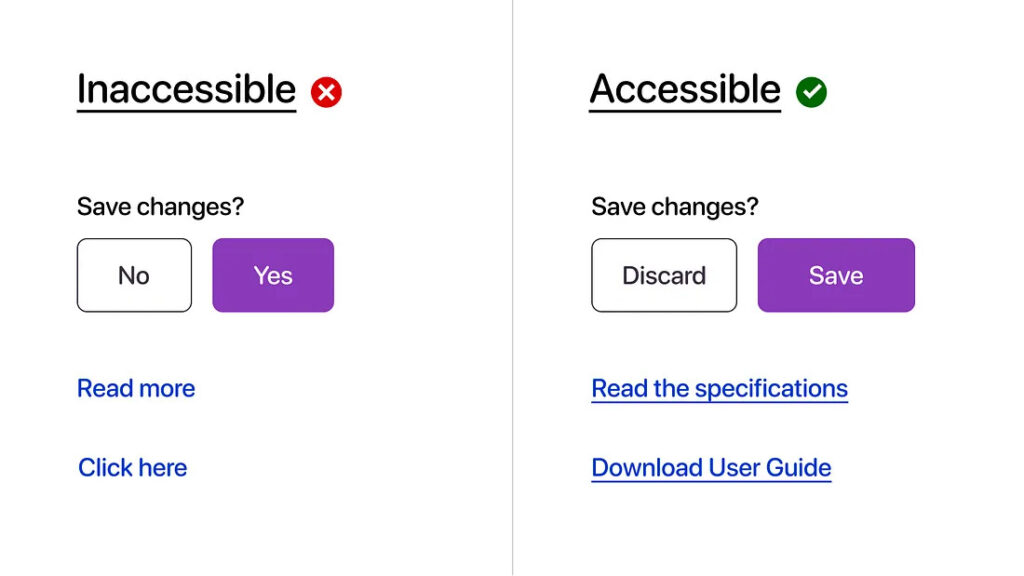 Inaccessible
Save changes?
No
Yes
Read more
Click here
Accessible
Save changes?
Discard
Save
Read the specifications
Download User Guide